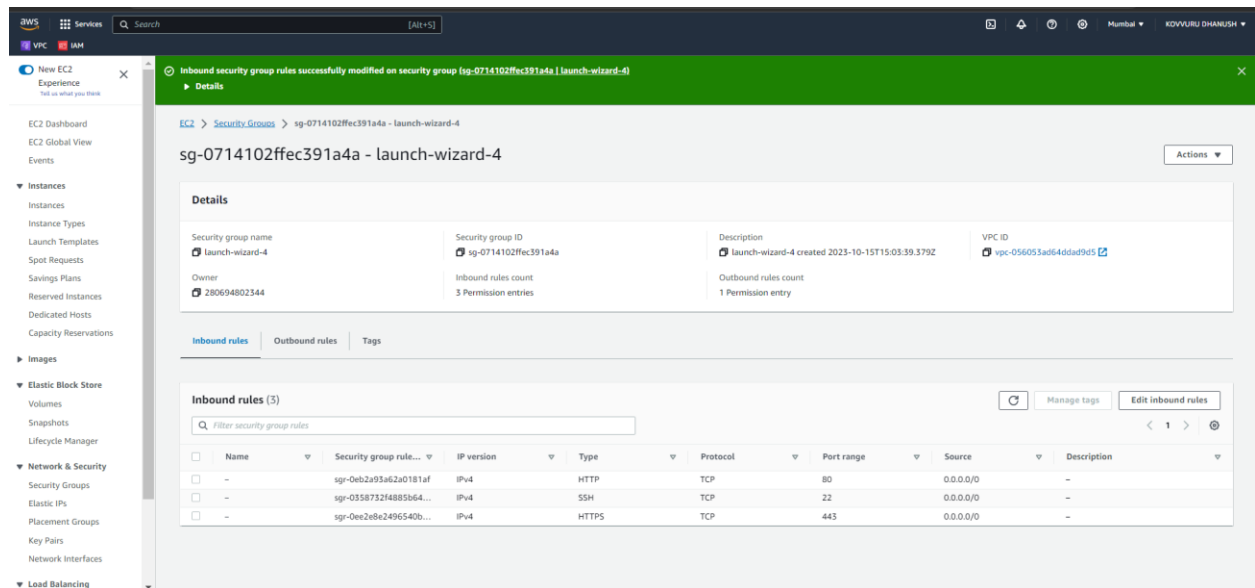 aws Services Search [Alt+S] Mumbai KOVVURU DHANUSH
VPC IAM
New EC2
Experience
Tell us what you think
EC2 Dashboard
EC2 Global View
Events
Instances
Instances
Instance Types
Launch Templates
Spot Requests
Savings Plans
Reserved Instances
Dedicated Hosts
Capacity Reservations
Images
Elastic Block Store
Volumes
Snapshots
Lifecycle Manager
Network & Security
Security Groups
Elastic IPs
Placement Groups
Key Pairs
Network Interfaces
Load Balancing
Inbound security group rules successfully modified on security group (sg-0714102ffec391a4a | launch-wizard-4)
Details
EC2 > Security Groups > sg-0714102ffec391a4a - launch-wizard-4
sg-0714102ffec391a4a - launch-wizard-4
Actions
Details
Security group name
launch-wizard-4
Security group ID
sg-0714102ffec391a4a
Description
launch-wizard-4 created 2023-10-15T15:03:39.379Z
VPC ID
vpc-056053ad64ddad9d5
Owner
280694802344
Inbound rules count
3 Permission entries
Outbound rules count
1 Permission entry
Inbound rules Outbound rules Tags
Inbound rules (3) Manage tags Edit inbound rules
Filter security group rules
< 1 >
Name Security group rule... IP version Type Protocol Port range Source Description
– sgr-0eb2a93a62a0181af IPv4 HTTP TCP 80 0.0.0.0/0 –
– sgr-0358732f4885b64... IPv4 SSH TCP 22 0.0.0.0/0 –
– sgr-0ee2e8e2496540b... IPv4 HTTPS TCP 443 0.0.0.0/0 –